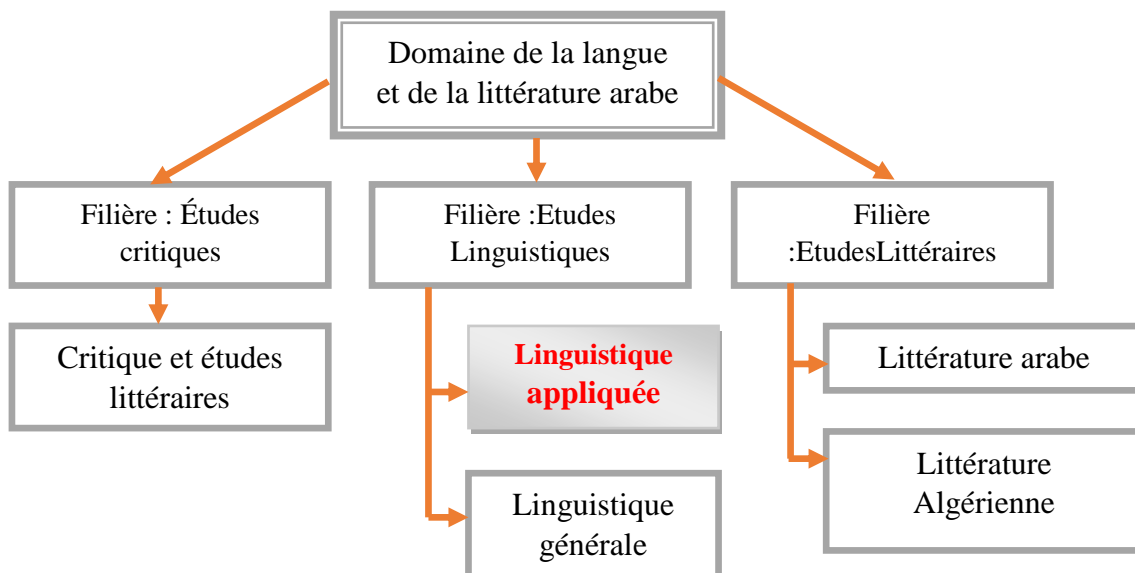 Domaine de la langue
et de la littérature arabe
Filière : Études
critiques
Filière :Etudes
Linguistiques
Filière
:EtudesLittéraires
Critique et études
littéraires
Linguistique
appliquée
Linguistique
générale
Littérature arabe
Littérature
Algérienne